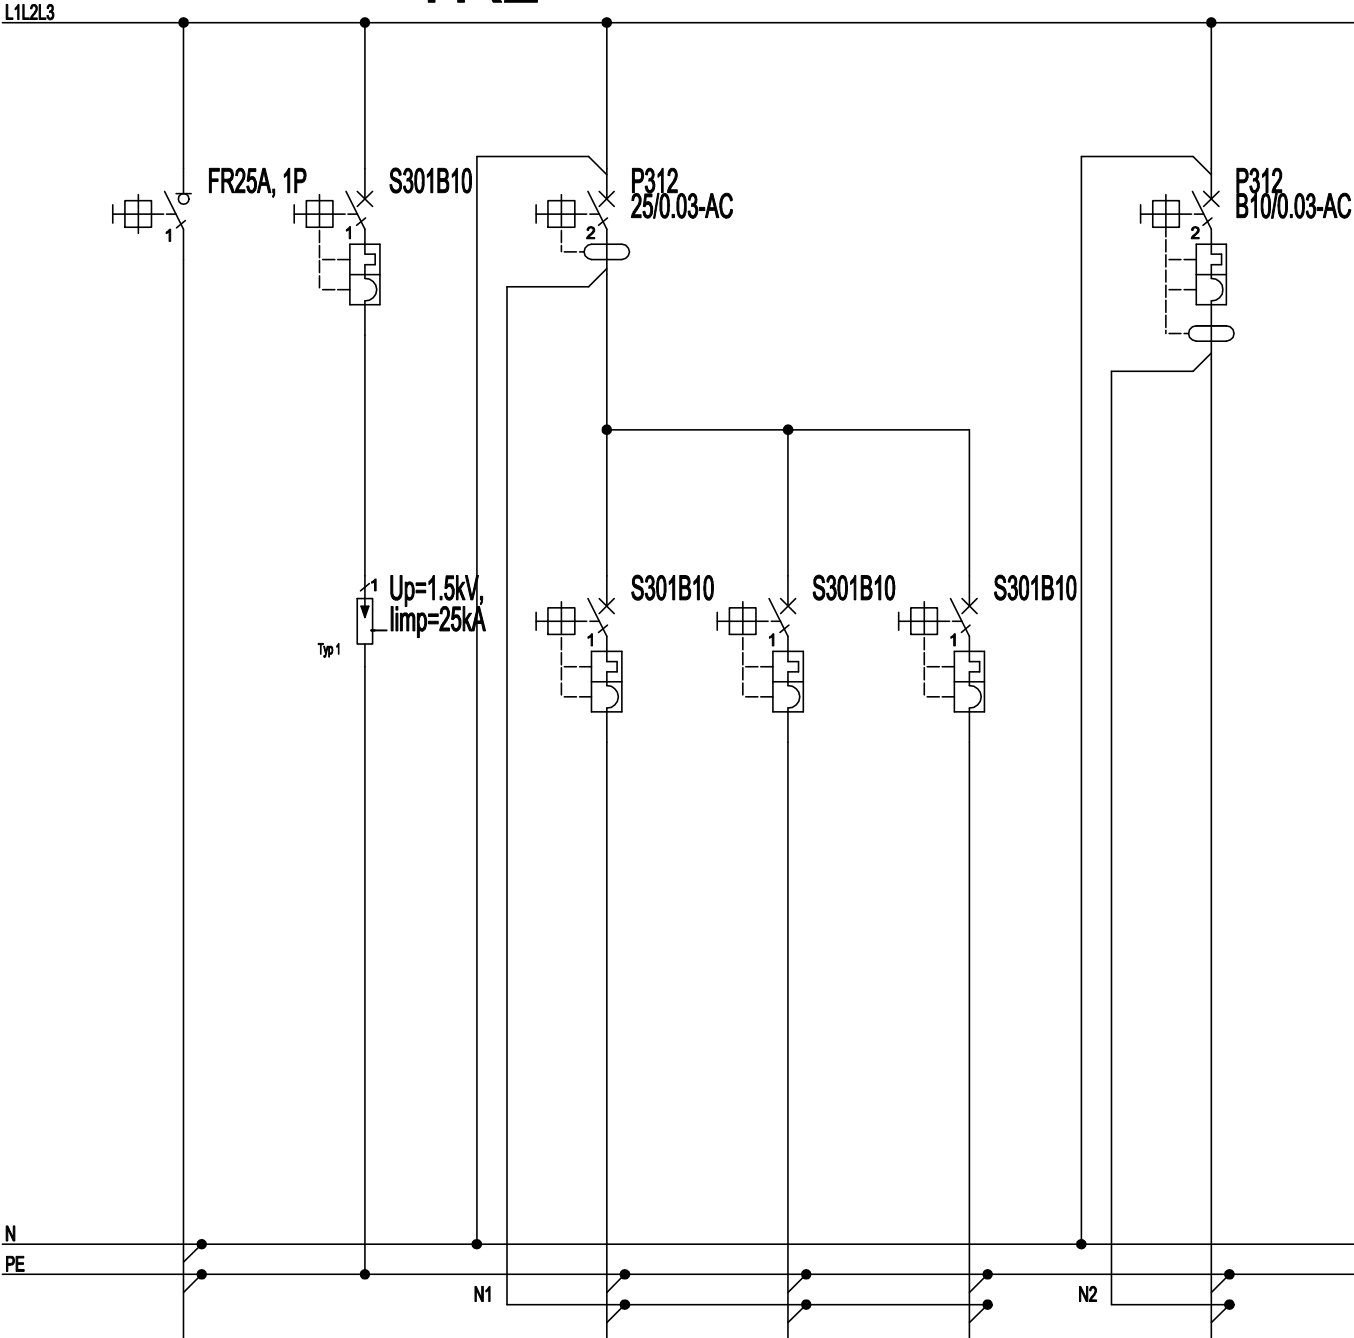 L1L2L3
FR25A, 1P
1
S301B10
1
P312
25/0.03-AC
2
P312
B10/0.03-AC
2
1
Up=1.5kV,
Iimp=25kA
Typ 1
S301B10
1
S301B10
1
S301B10
1
N
PE
N1
N2